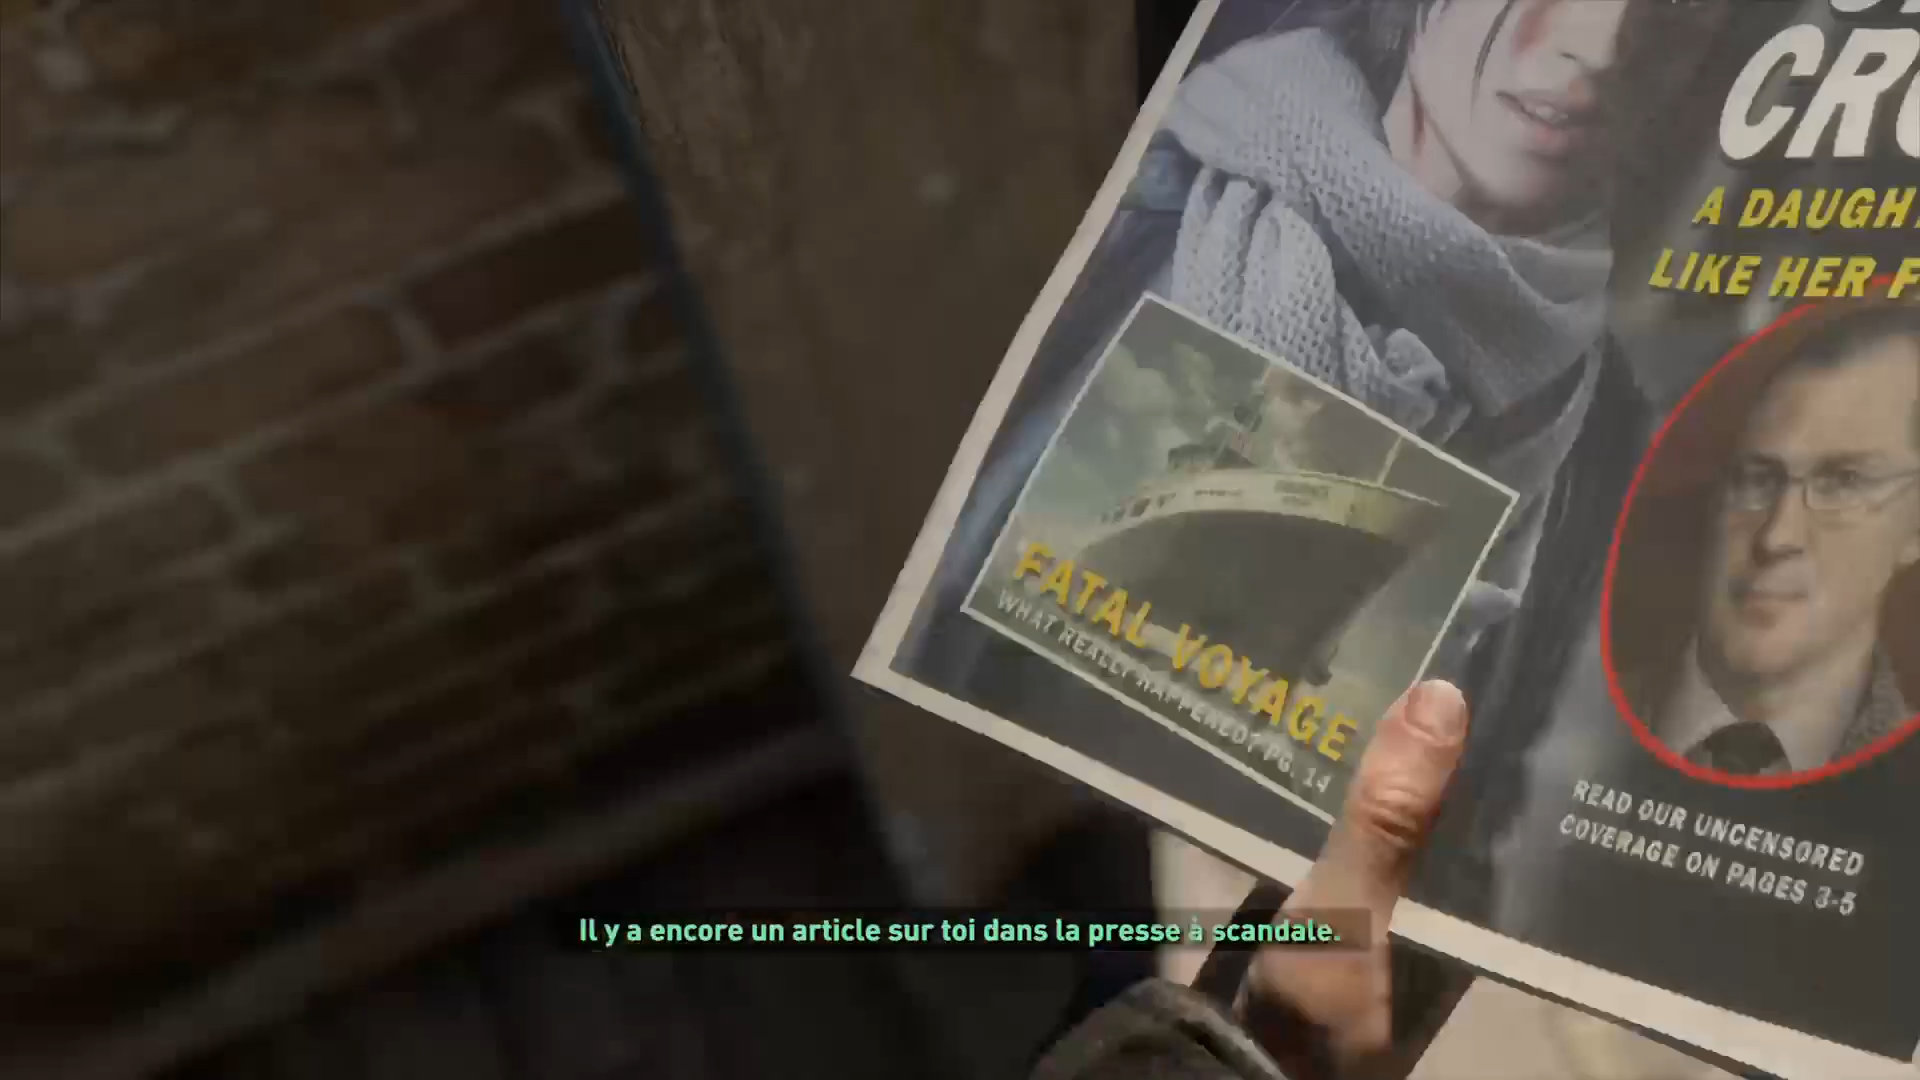 CR
A DAUGH
LIKE HER F
FATAL VOYAGE
WHAT REALLY HAPPENED? PG. 14
READ OUR UNCENSORED
COVERAGE ON PAGES 3-5
Il y a encore un article sur toi dans la presse à scandale.